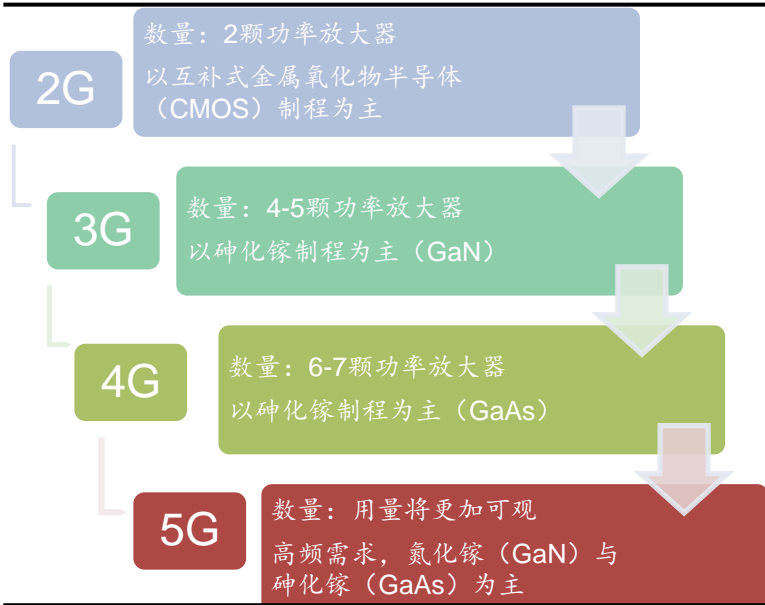 2G
数量：2颗功率放大器
以互补式金属氧化物半导体
（CMOS）制程为主
3G
数量：4-5颗功率放大器
以砷化镓制程为主（GaN）
4G
数量：6-7颗功率放大器
以砷化镓制程为主（GaAs）
5G
数量：用量将更加可观
高频需求，氮化镓（GaN）与
砷化镓（GaAs）为主